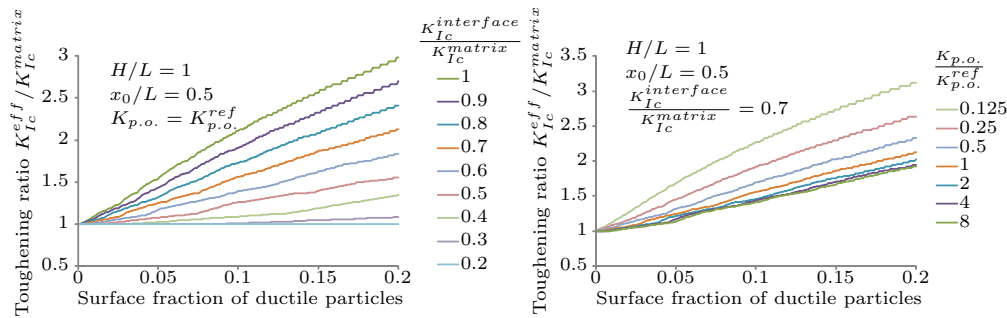 Toughening ratio K_{Ic}^{eff}/K_{Ic}^{matrix}
3
2.5
2
1.5
1
0.5
H/L = 1
x_0/L = 0.5
K_{p.o.} = K_{p.o.}^{ref}
0 0.05 0.1 0.15 0.2
Surface fraction of ductile particles
K_{Ic}^{interface}
K_{Ic}^{matrix}
1
0.9
0.8
0.7
0.6
0.5
0.4
0.3
0.2
Toughening ratio K_{Ic}^{eff}/K_{Ic}^{matrix}
3.5
3
2.5
2
1.5
1
0.5
H/L = 1
x_0/L = 0.5
K_{Ic}^{interface}/K_{Ic}^{matrix} = 0.7
0 0.05 0.1 0.15 0.2
Surface fraction of ductile particles
K_{p.o.}
K_{p.o.}^{ref}
0.125
0.25
0.5
1
2
4
8